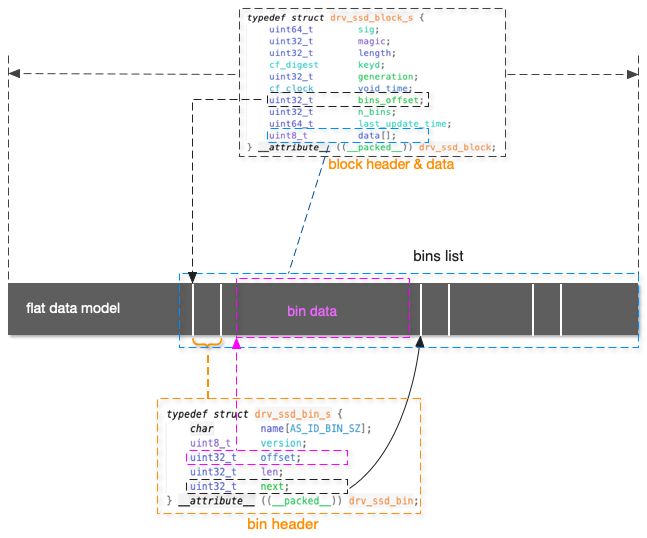 typedef struct drv_ssd_block_s {
uint64_t sig;
uint32_t magic;
uint32_t length;
cf_digest keyd;
uint32_t generation;
cf_clock void_time;
uint32_t bins_offset;
uint32_t n_bins;
uint64_t last_update_time;
uint8_t data[];
} __attribute__ ((__packed__)) drv_ssd_block;
block header & data
bins list
flat data model
bin data
typedef struct drv_ssd_bin_s {
char name[AS_ID_BIN_SZ];
uint8_t version;
uint32_t offset;
uint32_t len;
uint32_t next;
} __attribute__ ((__packed__)) drv_ssd_bin;
bin header